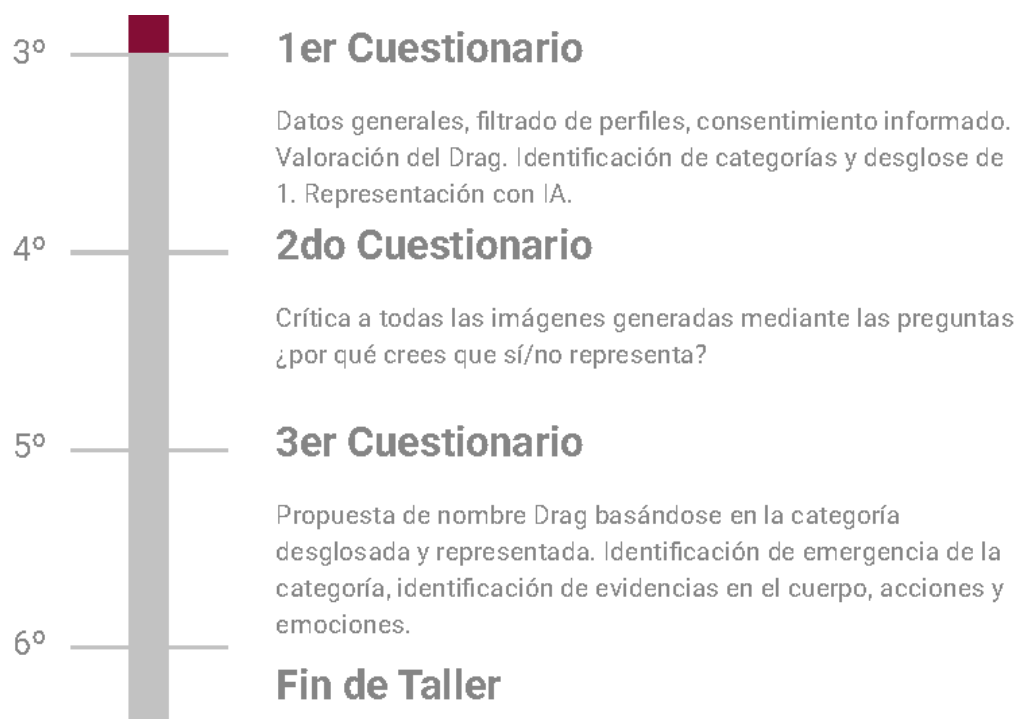 3º
1er Cuestionario
Datos generales, filtrado de perfiles, consentimiento informado.
Valoración del Drag. Identificación de categorías y desglose de
1. Representación con IA.
4º
2do Cuestionario
Crítica a todas las imágenes generadas mediante las preguntas
¿por qué crees que sí/no representa?
5º
3er Cuestionario
Propuesta de nombre Drag basándose en la categoría
desglosada y representada. Identificación de emergencia de la
categoría, identificación de evidencias en el cuerpo, acciones y
emociones.
6º
Fin de Taller